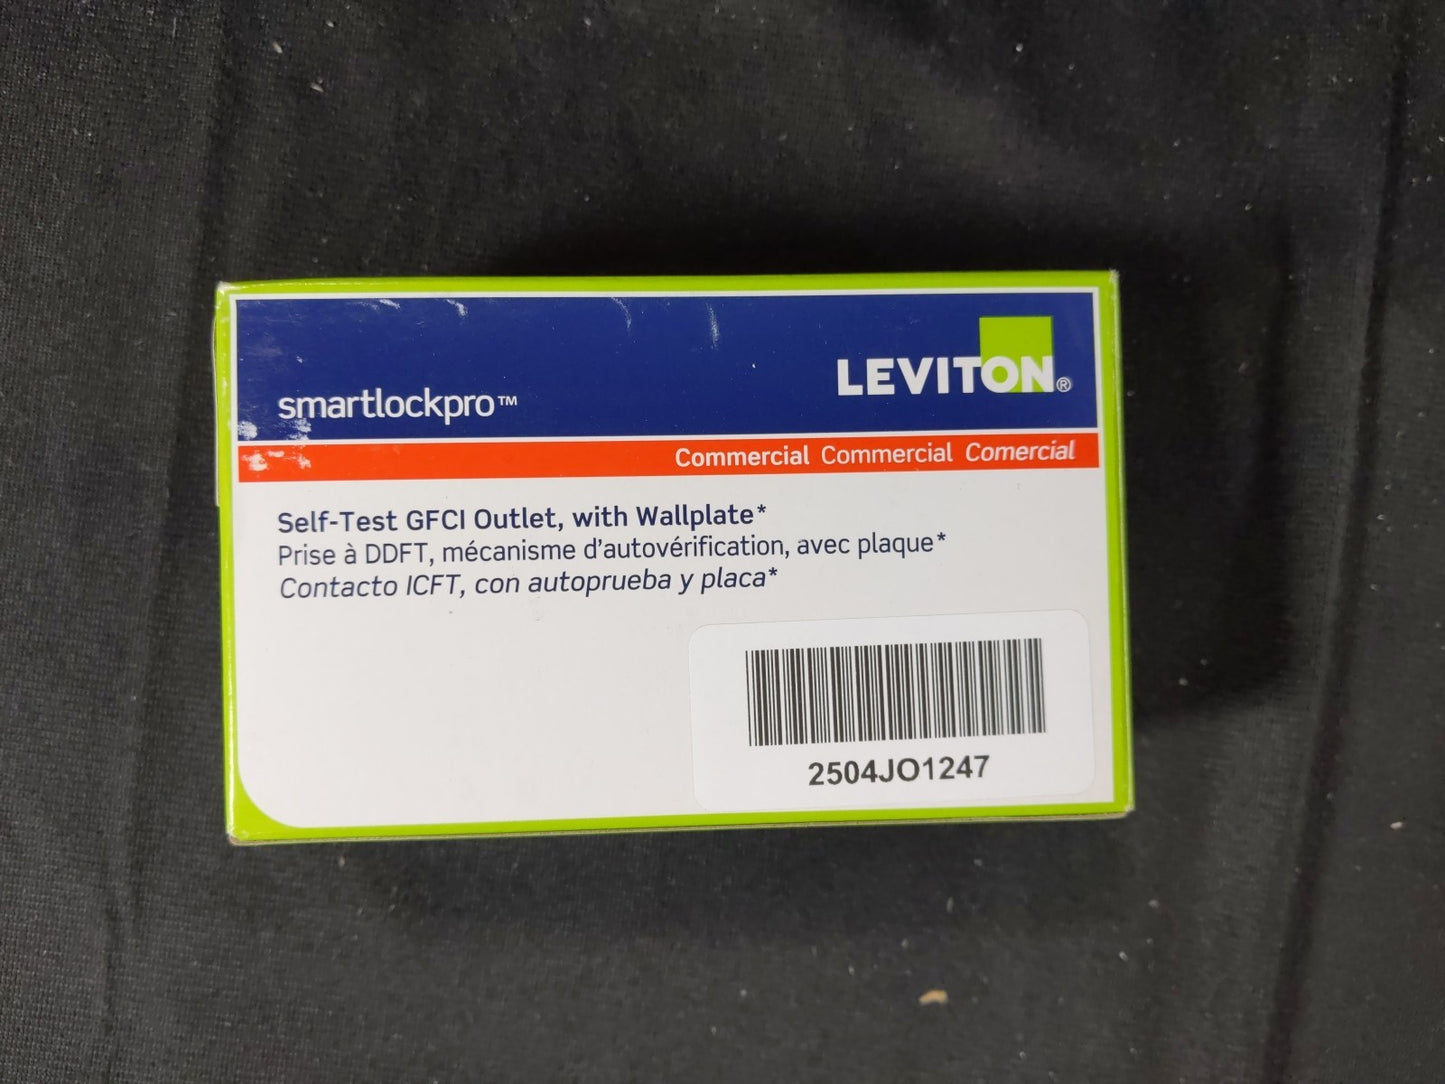 LEVITON®
smartlockpro™
Commercial Commercial Comercial
Self-Test GFCI Outlet, with Wallplate*
Prise à DDFT, mécanisme d'autovérification, avec plaque*
Contacto ICFT, con autoprueba y placa*
2504JO1247